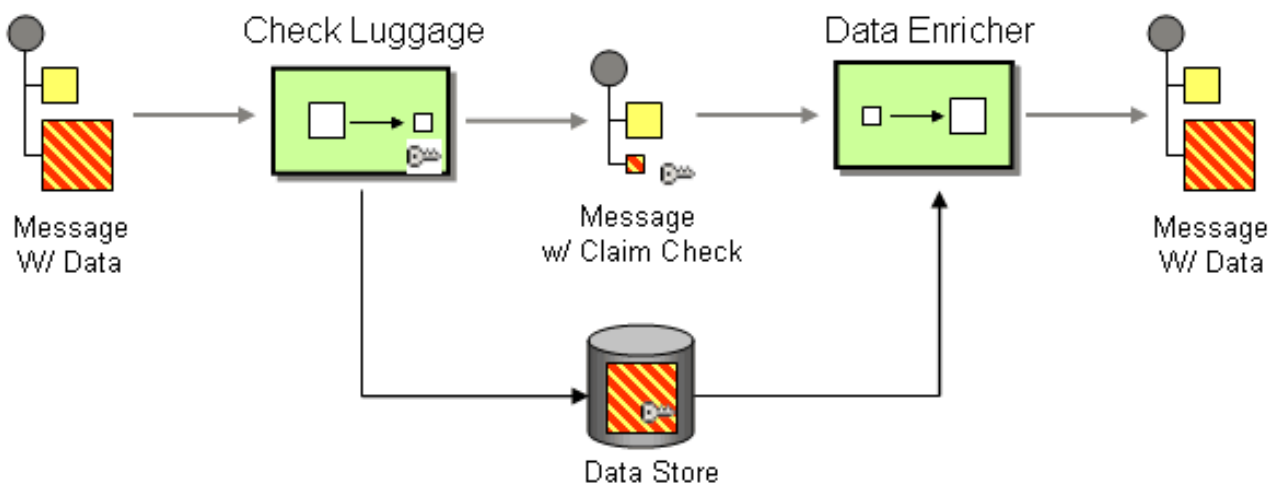 Check Luggage
Data Enricher
Message
W/ Data
Message
w/ Claim Check
Message
W/ Data
Data Store